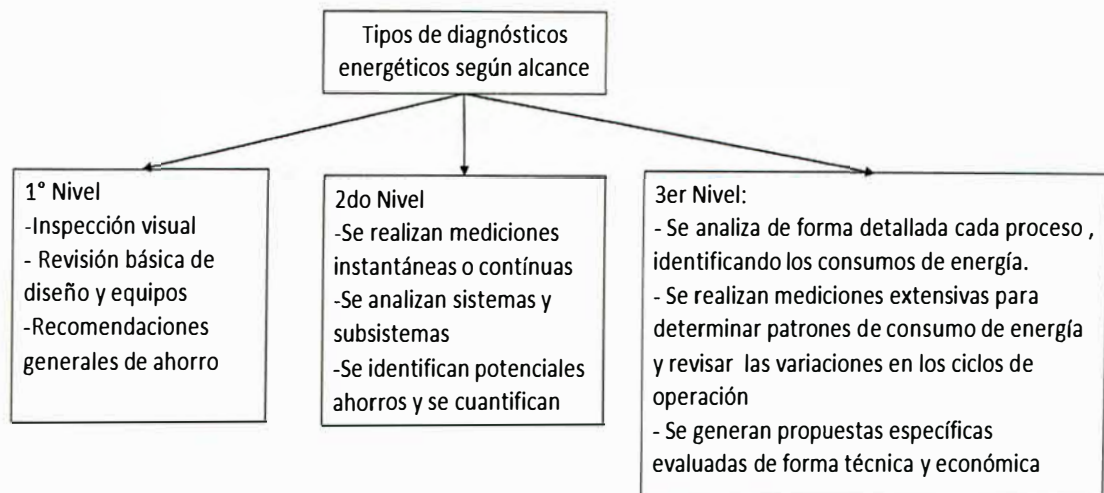 Tipos de diagnósticos
energéticos según alcance
1° Nivel
-Inspección visual
- Revisión básica de
diseño y equipos
-Recomendaciones
generales de ahorro
2do Nivel
-Se realizan mediciones
instantáneas o contínuas
-Se analizan sistemas y
subsistemas
-Se identifican potenciales
ahorros y se cuantifican
3er Nivel:
- Se analiza de forma detallada cada proceso ,
identificando los consumos de energía.
- Se realizan mediciones extensivas para
determinar patrones de consumo de energía
y revisar las variaciones en los ciclos de
operación
- Se generan propuestas específicas
evaluadas de forma técnica y económica